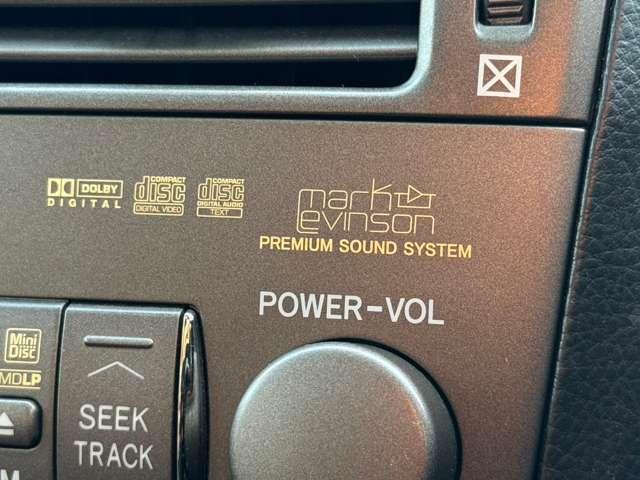 DOLBY
DIGITAL
COMPACT
disc
DIGITAL VIDEO
COMPACT
disc
DIGITAL AUDIO
TEXT
mark
levinson
PREMIUM SOUND SYSTEM
POWER-VOL
Mini
Disc
MDLP
SEEK
TRACK